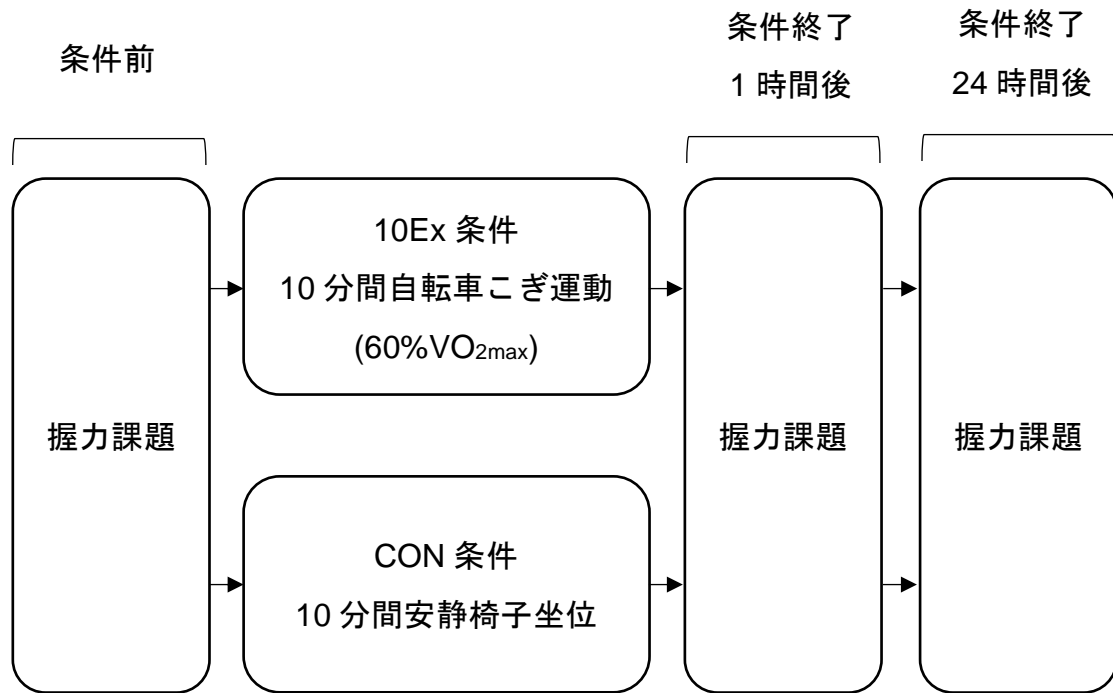 条件前
条件終了
1 時間後
条件終了
24 時間後
握力課題
10Ex 条件
10 分間自転車こぎ運動
(60%VO2max)
CON 条件
10 分間安静椅子坐位
握力課題
握力課題